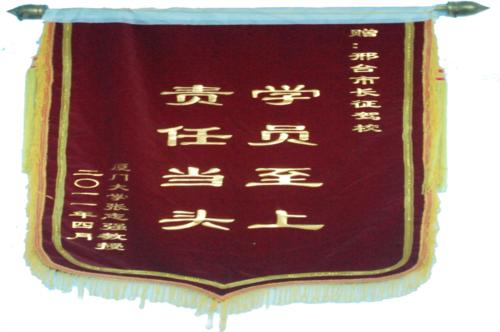 赠：邢台市长征驾校
学员至上
责任当头
厦门大学张志强教授
二〇一一年四月